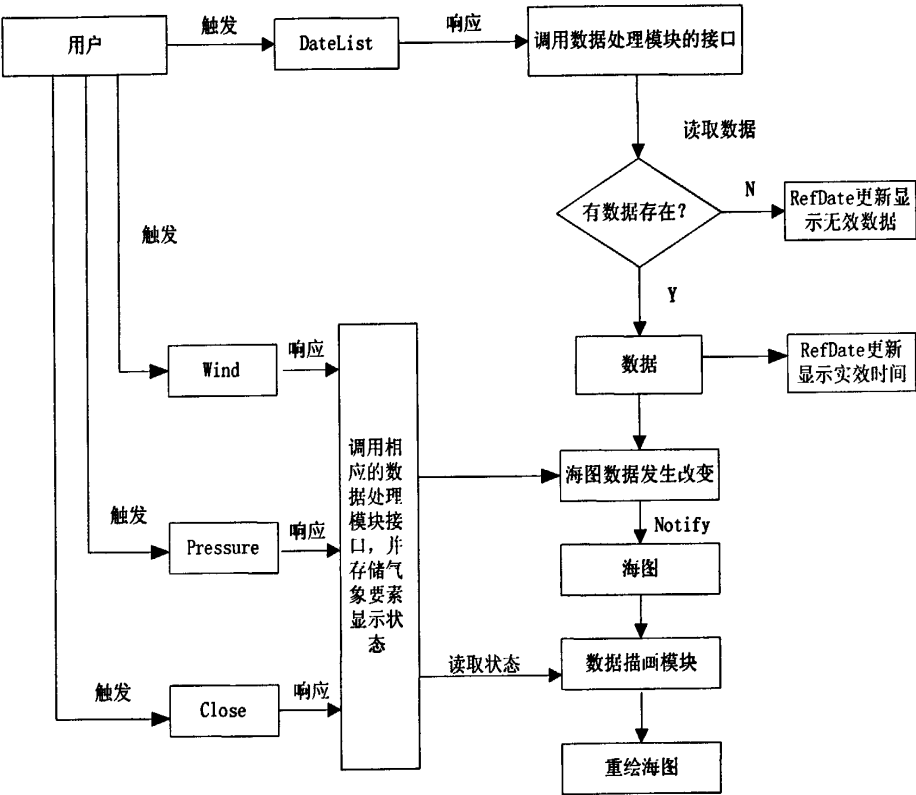 用户
触发
DateList
响应
调用数据处理模块的接口
读取数据
有数据存在?
N
RefDate更新显
示无效数据
Y
触发
Wind
响应
数据
RefDate更新
显示实效时间
调用相
应的数
据处理
模块接
口，并
存储气
象要素
显示状
态
海图数据发生改变
Notify
触发
Pressure
响应
海图
读取状态
数据描画模块
触发
Close
响应
重绘海图